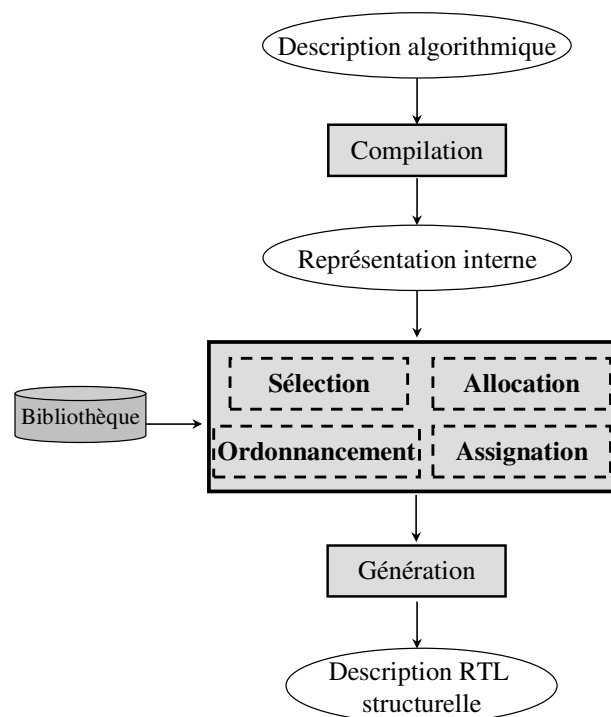 Description algorithmique
Compilation
Représentation interne
Sélection
Allocation
Bibliothèque
Ordonnancement
Assignation
Génération
Description RTL
structurelle